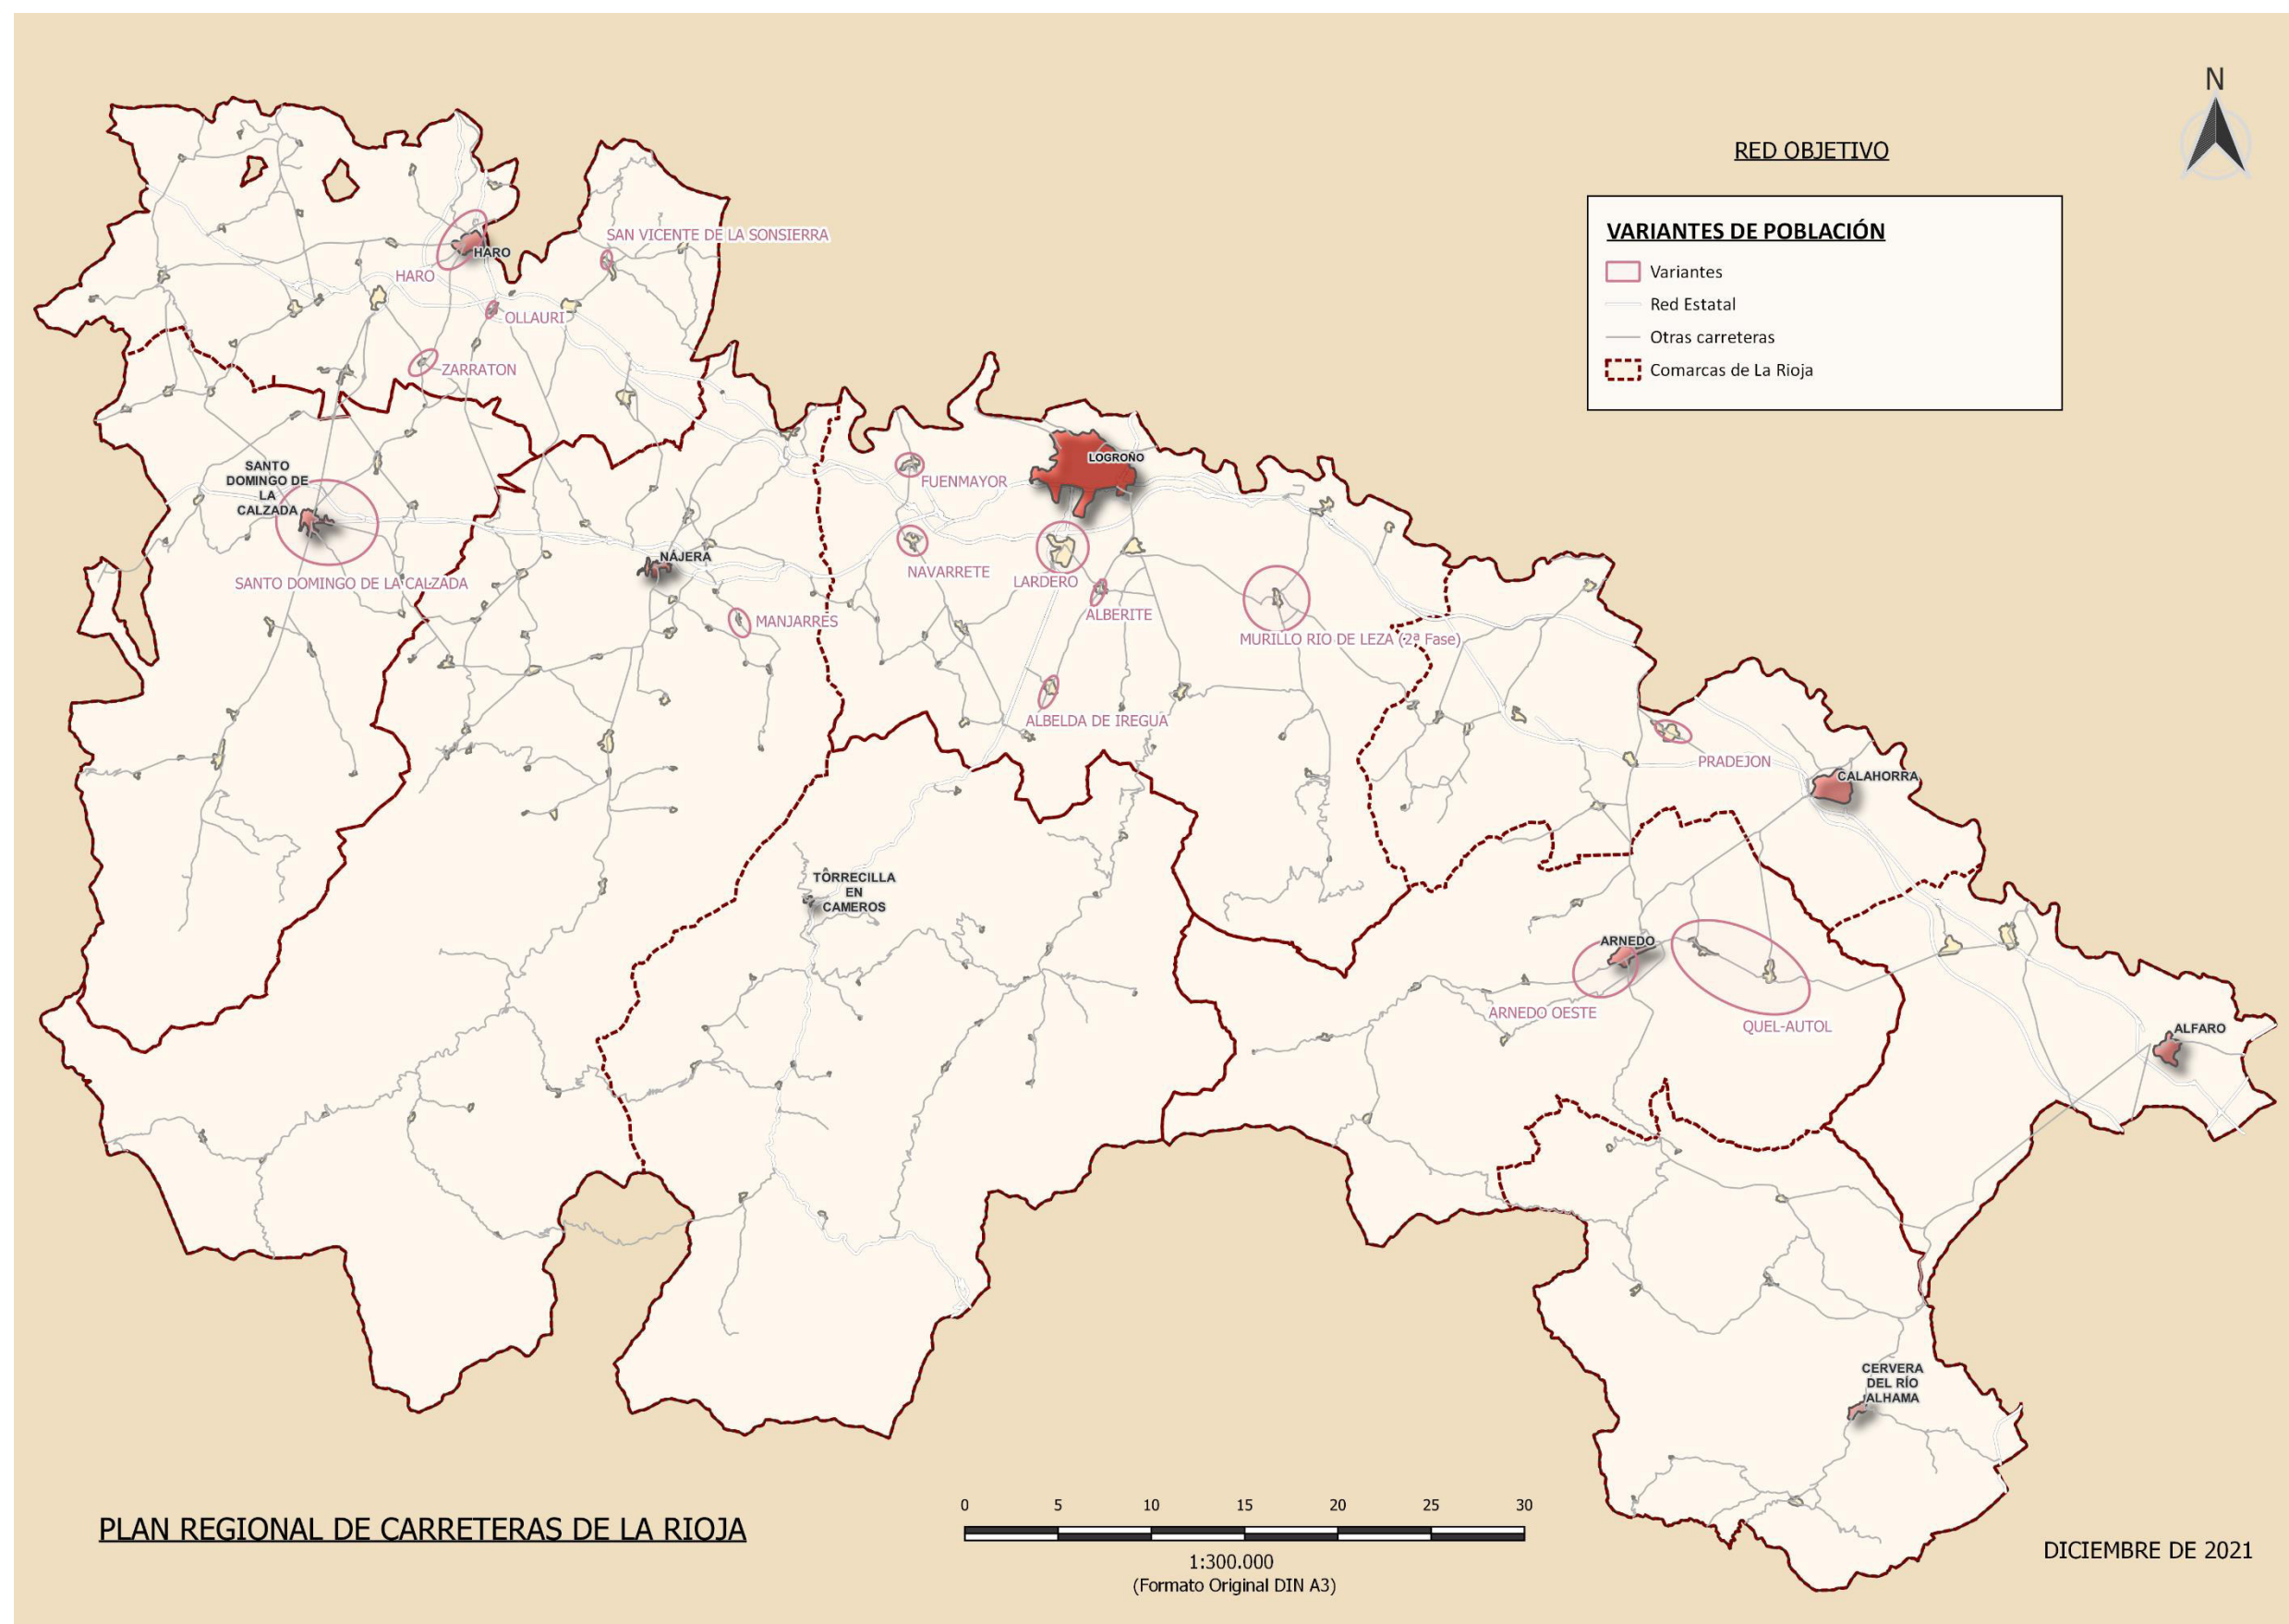 N
RED OBJETIVO
VARIANTES DE POBLACIÓN
Variantes
Red Estatal
Otras carreteras
Comarcas de La Rioja
SAN VICENTE DE LA SONSIERRA
HARO
HARO
OLLAURI
ZARRATON
SANTO
DOMINGO DE
LA
CALZADA
SANTO DOMINGO DE LA CALZADA
NÁJERA
MANJARRÉS
FUENMAYOR
LOGROÑO
NAVARRETE
LARDERO
ALBERITE
MURILLO RIO DE LEZA (2ª Fase)
ALBELDA DE IREGUA
PRADEJON
CALAHORRA
TORRECILLA
EN
CAMEROS
ARNEDO
ARNEDO OESTE
QUEL-AUTOL
ALFARO
CERVERA
DEL RÍO
ALHAMA
PLAN REGIONAL DE CARRETERAS DE LA RIOJA
0 5 10 15 20 25 30
1:300.000
(Formato Original DIN A3)
DICIEMBRE DE 2021